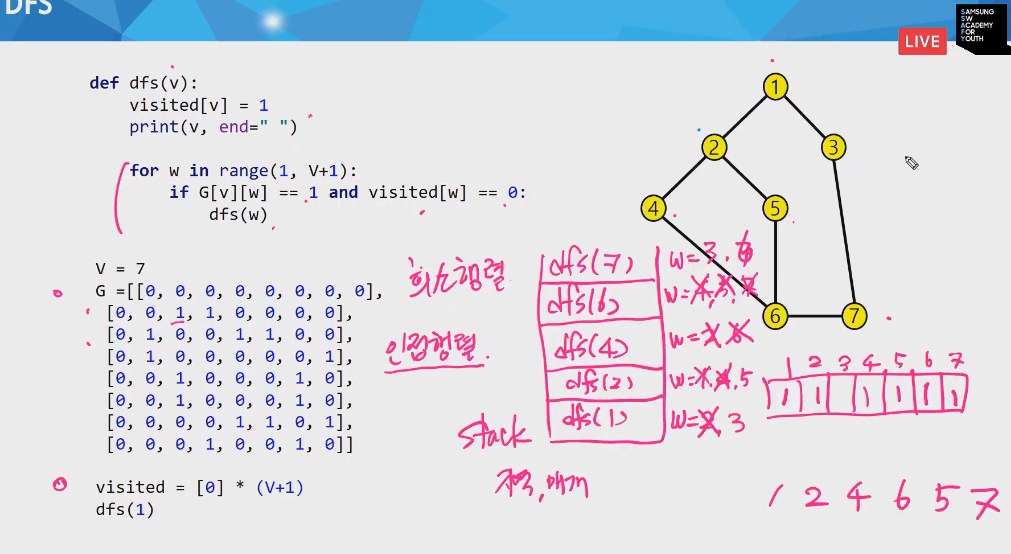 DFS
LIVE
SAMSUNG
SW
ACADEMY
FOR
YOUTH
def dfs(v):
visited[v] = 1
print(v, end=" ")
for w in range(1, V+1):
if G[v][w] == 1 and visited[w] == 0:
dfs(w)
V = 7
G =[[0, 0, 0, 0, 0, 0, 0, 0],
[0, 0, 1, 1, 0, 0, 0, 0],
[0, 1, 0, 0, 1, 1, 0, 0],
[0, 1, 0, 0, 0, 0, 0, 1],
[0, 0, 1, 0, 0, 0, 1, 0],
[0, 0, 1, 0, 0, 0, 1, 0],
[0, 0, 0, 0, 1, 1, 0, 1],
[0, 0, 0, 1, 0, 0, 1, 0]]
visited = [0] * (V+1)
dfs(1)
희소행렬
인접행렬.
stack
1
2
3
4
5
6
7
dfs(7)
w=3, 6
dfs(6)
dfs(4)
dfs(2)
dfs(1)
w=2, 3
1 2 3 4 5 6 7
1 1 1 1 1 1
1 2 4 6 5 7